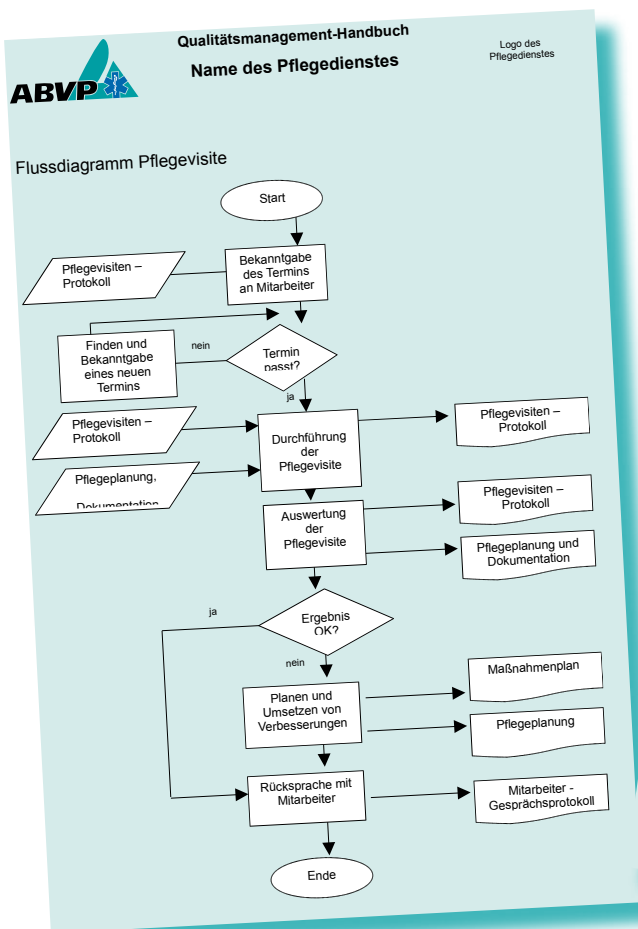 Qualitätsmanagement-Handbuch
Name des Pflegedienstes
Logo des
Pflegedienstes
ABVP
Flussdiagramm Pflegevisite
Start
Pflegevisiten –
Protokoll
Bekanntgabe
des Termins
an Mitarbeiter
Finden und
Bekanntgabe
eines neuen
Termins
nein
Termin
passt?
ja
Pflegevisiten –
Protokoll
Durchführung
der
Pflegevisite
Pflegevisiten –
Protokoll
Pflegeplanung,
Dokumentation
Auswertung
der
Pflegevisite
Pflegevisiten –
Protokoll
Pflegeplanung und
Dokumentation
ja
Ergebnis
OK?
nein
Planen und
Umsetzen von
Verbesserungen
Maßnahmenplan
Pflegeplanung
Rücksprache mit
Mitarbeiter
Mitarbeiter -
Gesprächsprotokoll
Ende